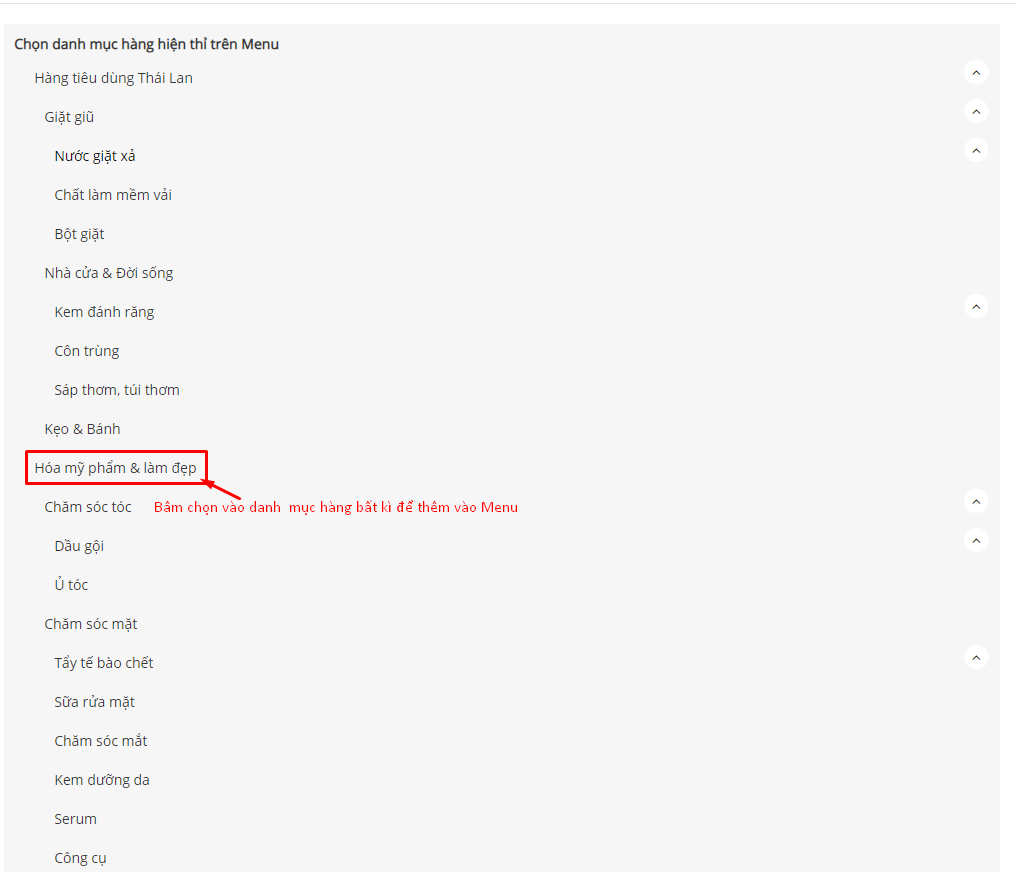 Chọn danh mục hàng hiện thỉ trên Menu
Hàng tiêu dùng Thái Lan
Giặt giũ
Nước giặt xả
Chất làm mềm vải
Bột giặt
Nhà cửa & Đời sống
Kem đánh răng
Côn trùng
Sáp thơm, túi thơm
Kẹo & Bánh
Hóa mỹ phẩm & làm đẹp
Chăm sóc tóc
Bâm chọn vào danh mục hàng bất kì để thêm vào Menu
Dầu gội
Ủ tóc
Chăm sóc mặt
Tẩy tế bào chết
Sữa rửa mặt
Chăm sóc mắt
Kem dưỡng da
Serum
Công cụ